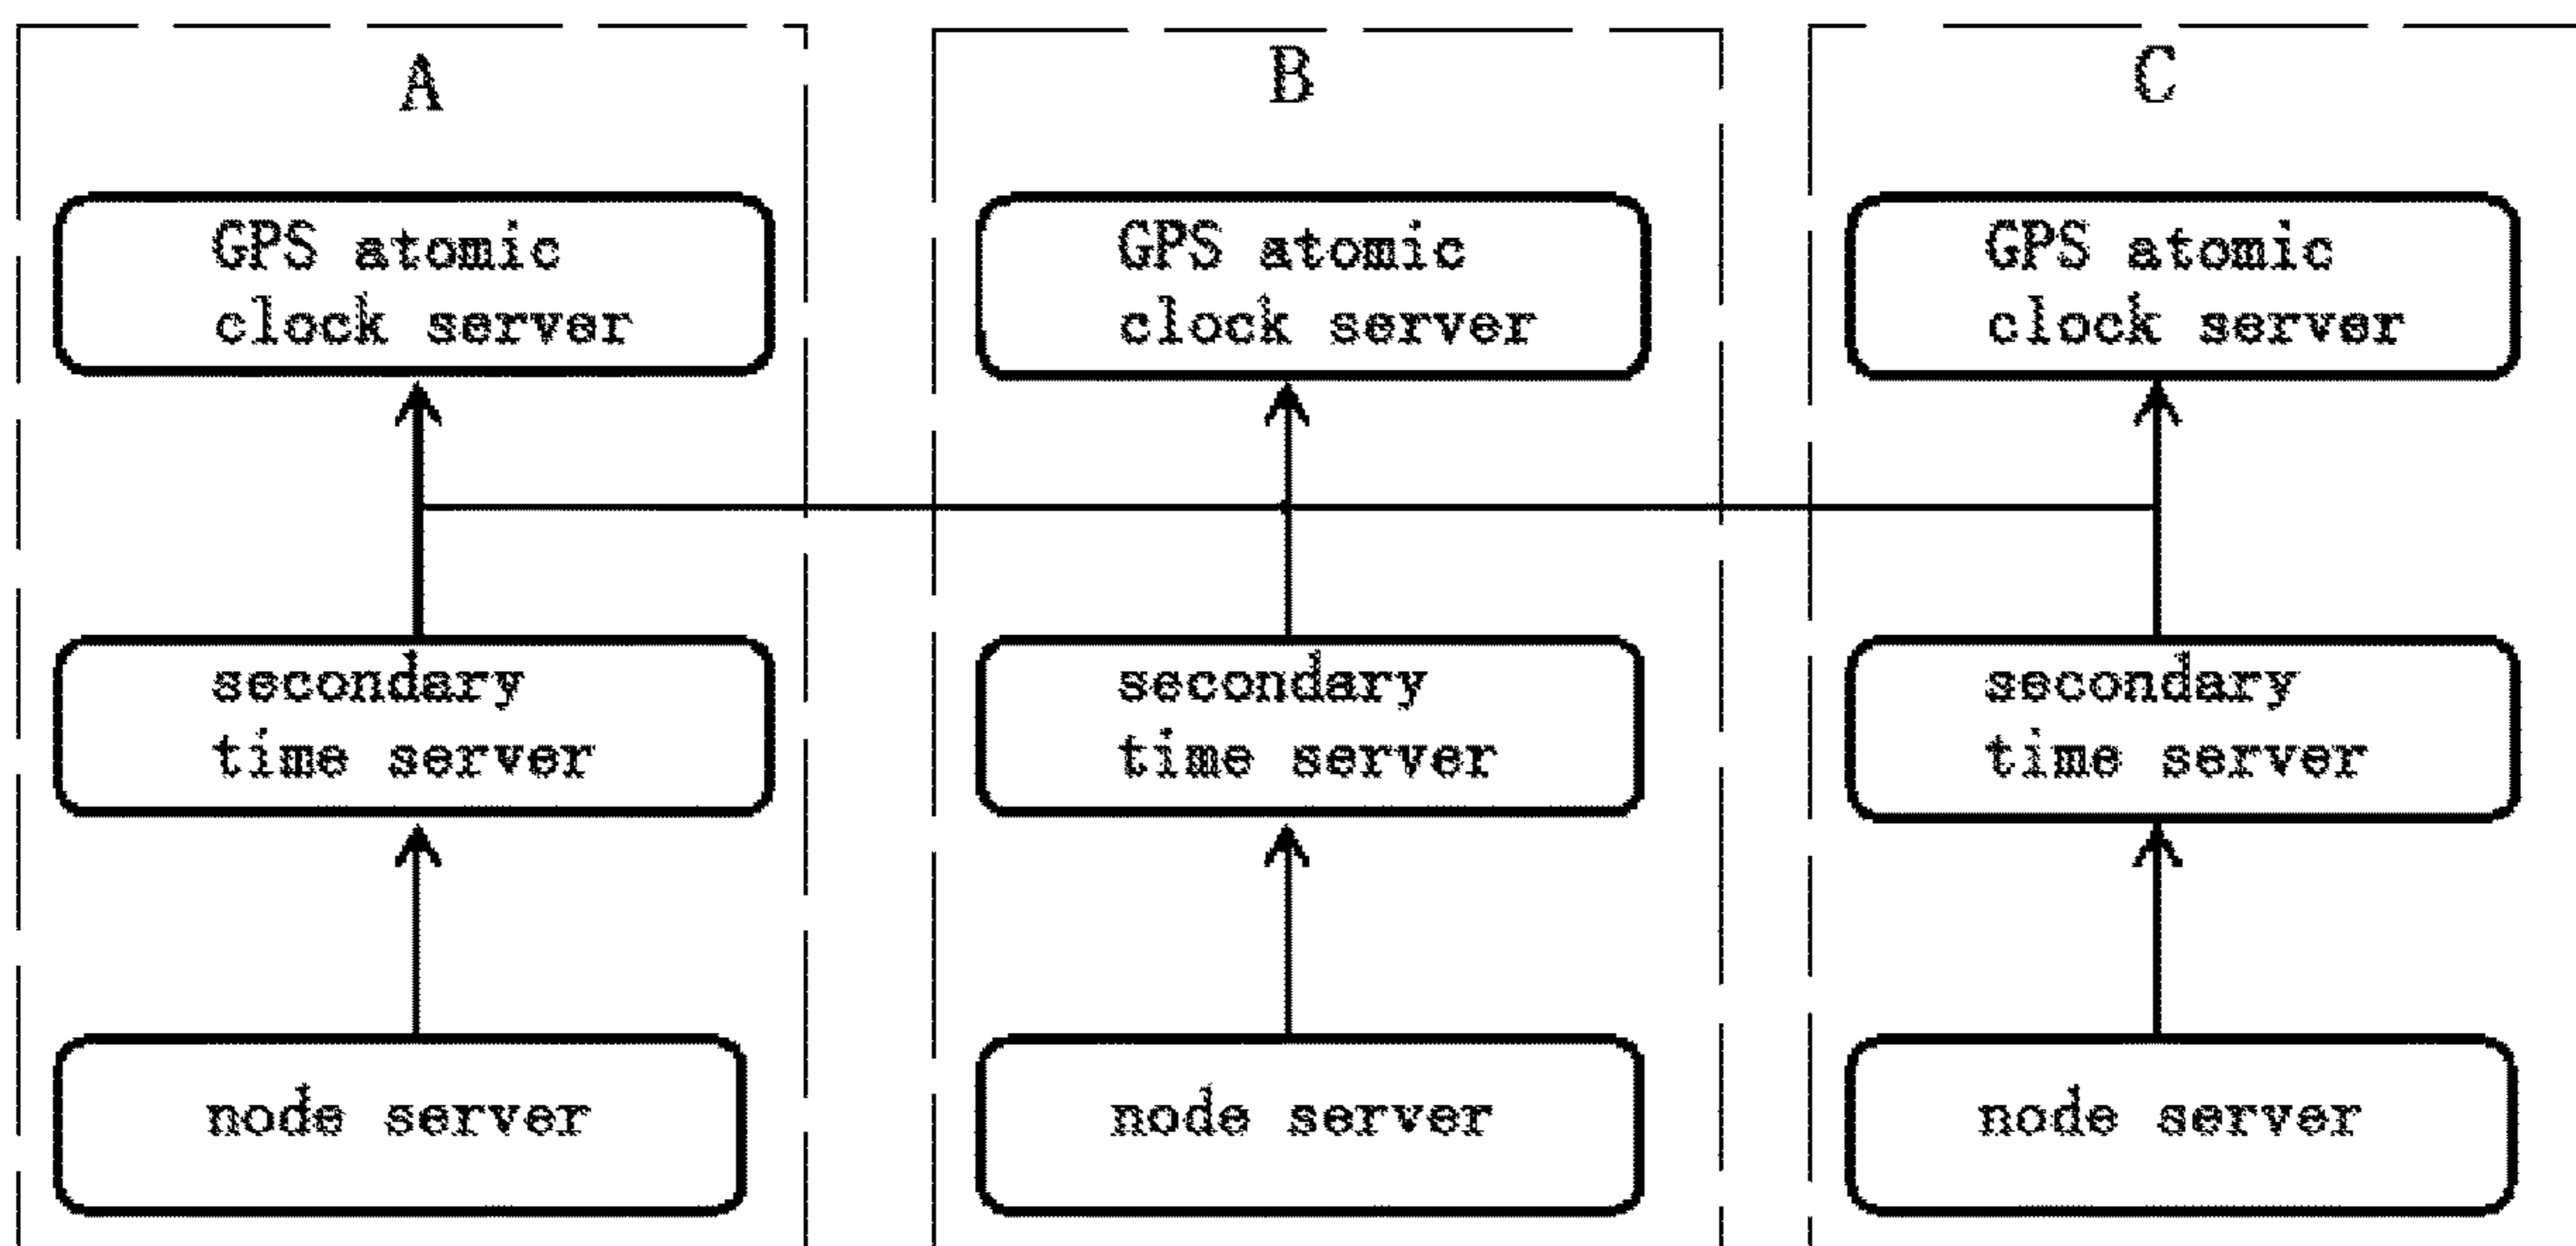 A
GPS atomic
clock server
secondary
time server
node server
B
GPS atomic
clock server
secondary
time server
node server
C
GPS atomic
clock server
secondary
time server
node server